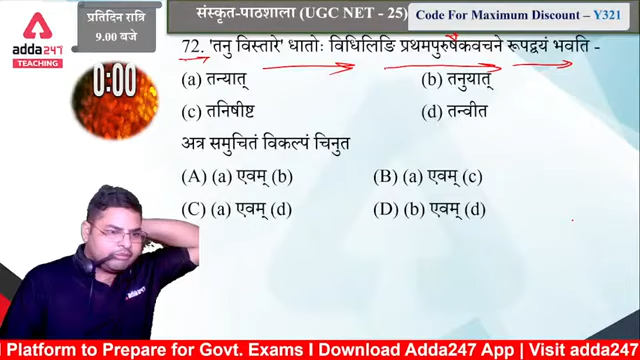 adda247
TEACHING
प्रतिदिन रात्रि
9.00 बजे
संस्कृत-पाठशाला (UGC NET - 25)
Code For Maximum Discount – Y321
0:00
72. 'तनु विस्तारे' धातोः विधिलिङि प्रथमपुरुषैकवचने रूपद्वयं भवति -
(a) तन्यात् (b) तनुयात्
(c) तनिषीष्ट (d) तन्वीत
अत्र समुचितं विकल्पं चिनुत
(A) (a) एवम् (b) (B) (a) एवम् (c)
(C) (a) एवम् (d) (D) (b) एवम् (d)
adda247
l Platform to Prepare for Govt. Exams I Download Adda247 App | Visit adda247